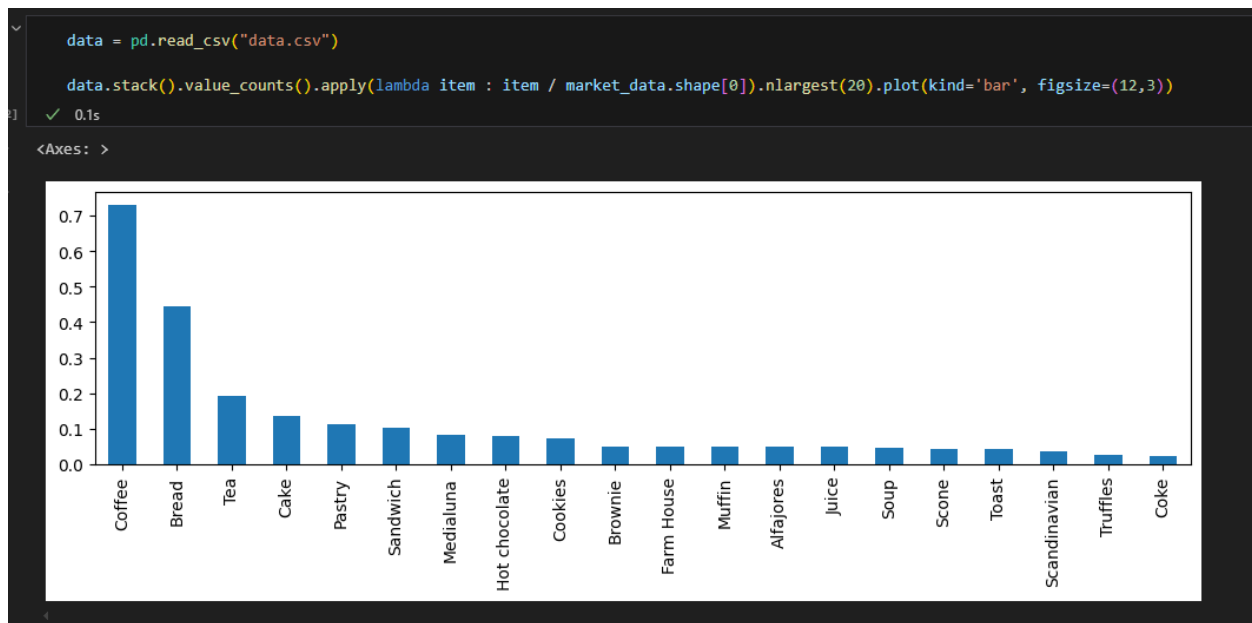 data = pd.read_csv("data.csv")
data.stack().value_counts().apply(lambda item : item / market_data.shape[0]).nlargest(20).plot(kind='bar', figsize=(12,3))
✓ 0.1s
<Axes: >
0.7
0.6
0.5
0.4
0.3
0.2
0.1
0.0
Coffee
Bread
Tea
Cake
Pastry
Sandwich
Medialuna
Hot chocolate
Cookies
Brownie
Farm House
Muffin
Alfajores
Juice
Soup
Scone
Toast
Scandinavian
Truffles
Coke